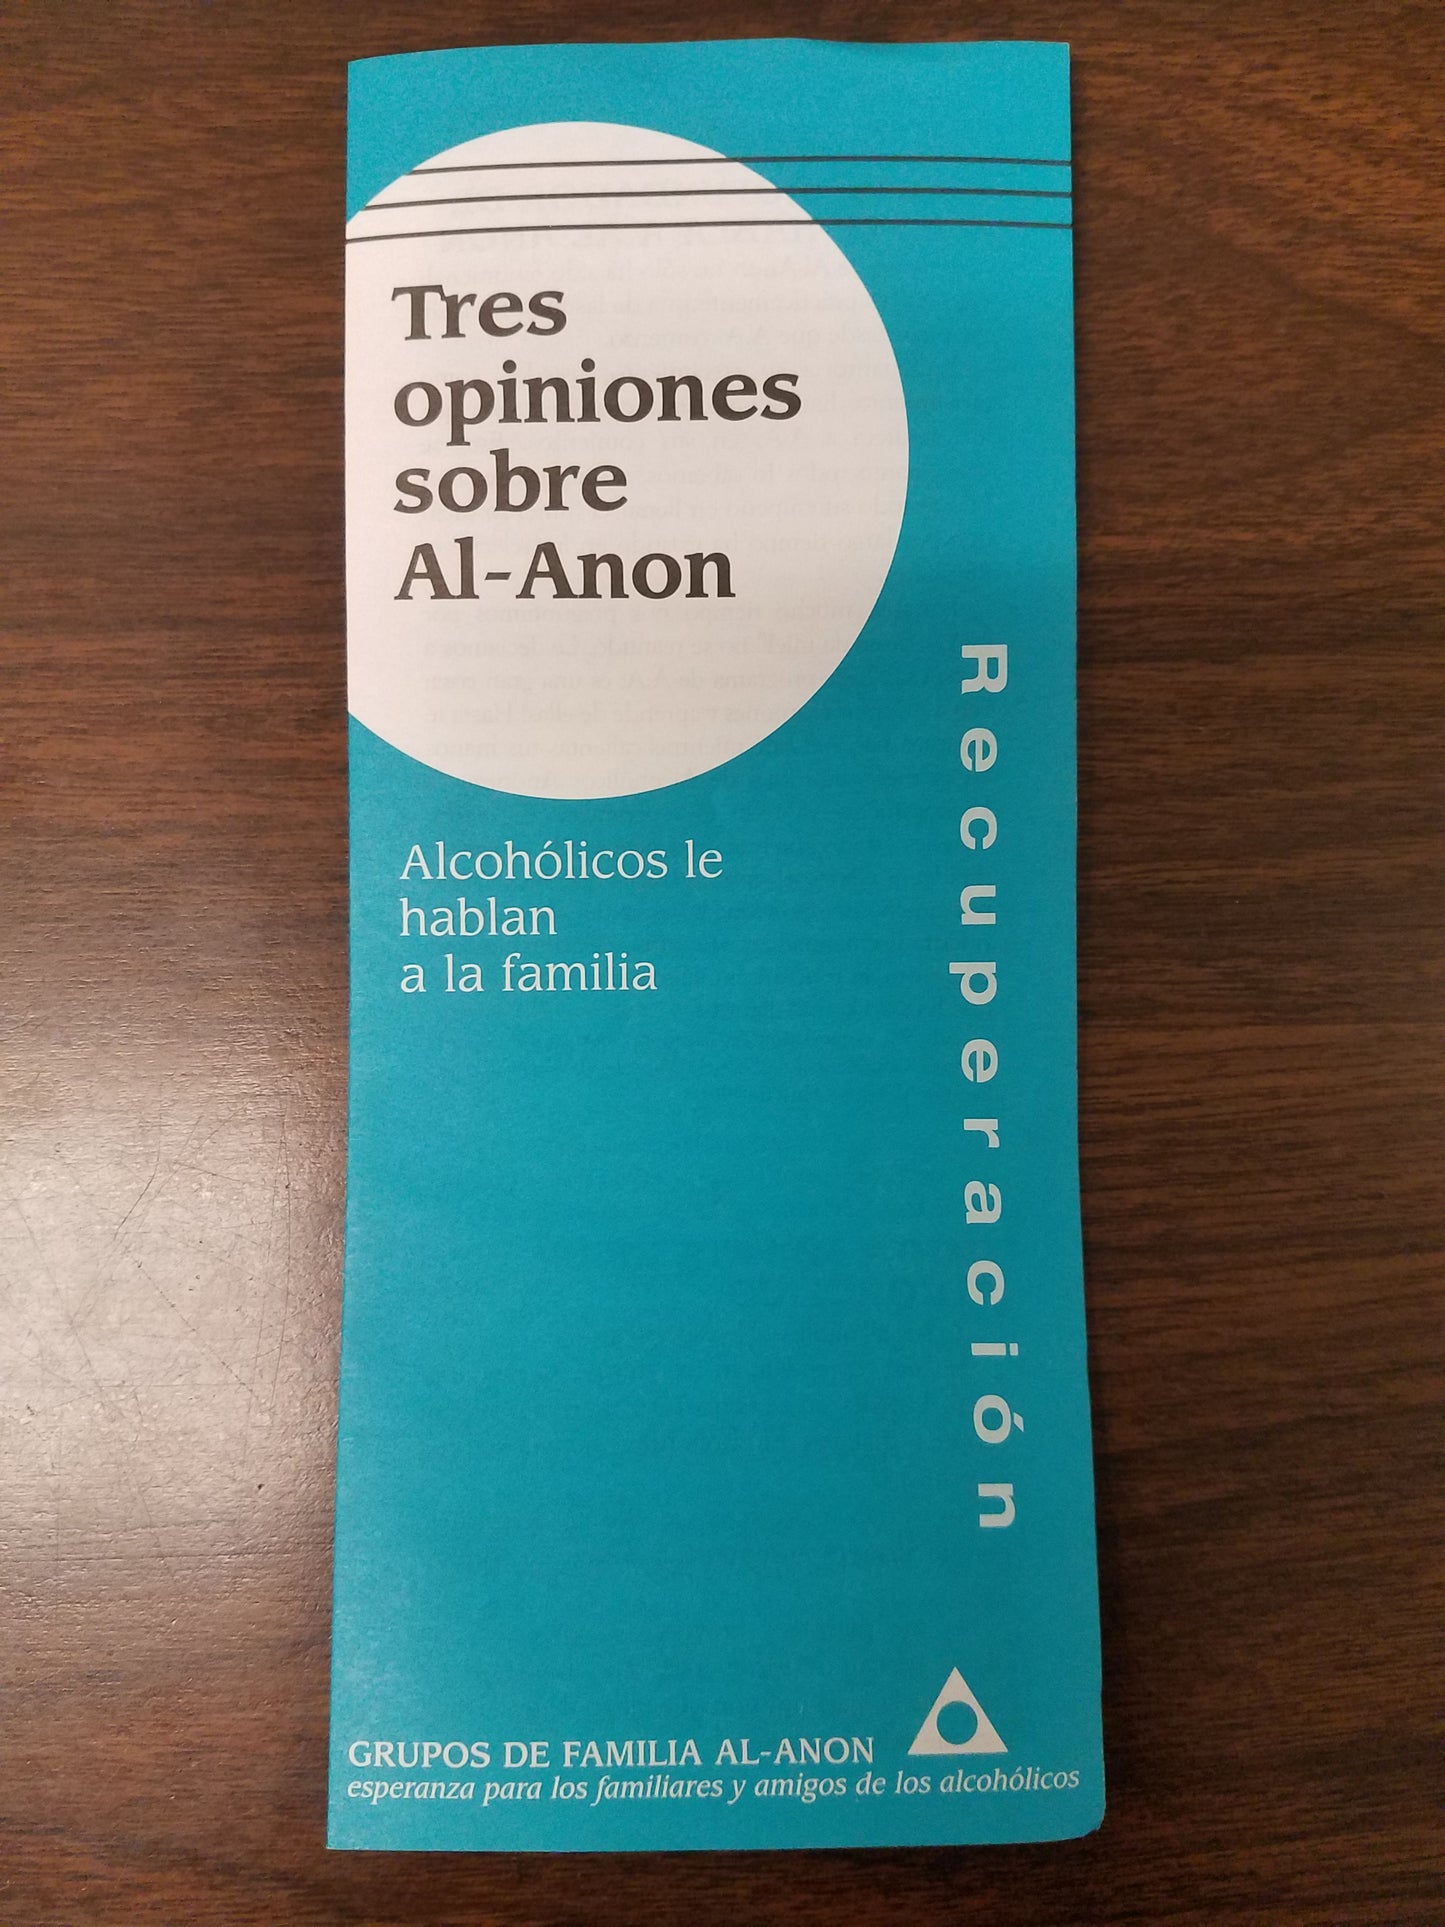 Tres
opiniones
sobre
Al-Anon
Alcohólicos le
hablan
a la familia
Recuperación
GRUPOS DE FAMILIA AL-ANON
esperanza para los familiares y amigos de los alcohólicos